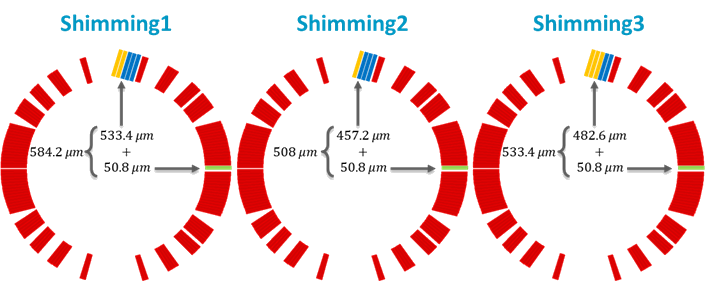 Shimming1
Shimming2
Shimming3
533.4 μm
584.2 μm
+
50.8 μm
457.2 μm
508 μm
+
50.8 μm
482.6 μm
533.4 μm
+
50.8 μm